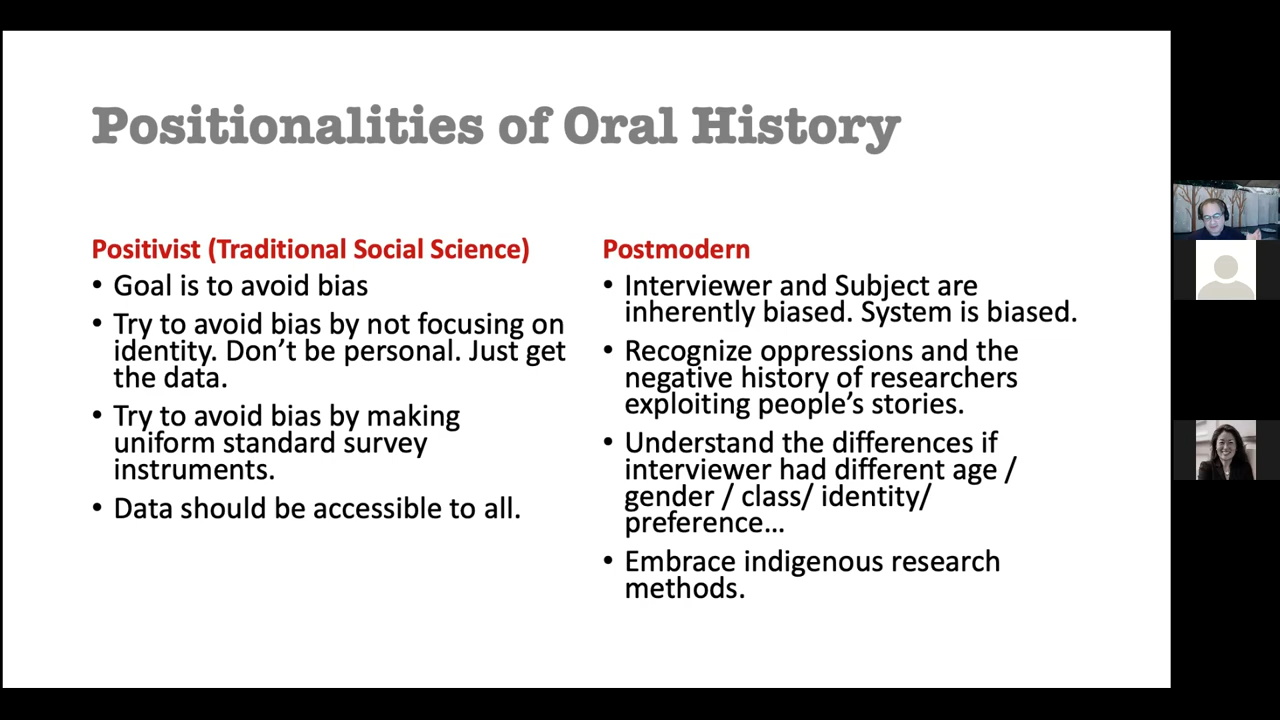 Positionalities of Oral History
Positivist (Traditional Social Science)
• Goal is to avoid bias
• Try to avoid bias by not focusing on
identity. Don’t be personal. Just get
the data.
• Try to avoid bias by making
uniform standard survey
instruments.
• Data should be accessible to all.
Postmodern
• Interviewer and Subject are
inherently biased. System is biased.
• Recognize oppressions and the
negative history of researchers
exploiting people’s stories.
• Understand the differences if
interviewer had different age /
gender / class/ identity/
preference…
• Embrace indigenous research
methods.